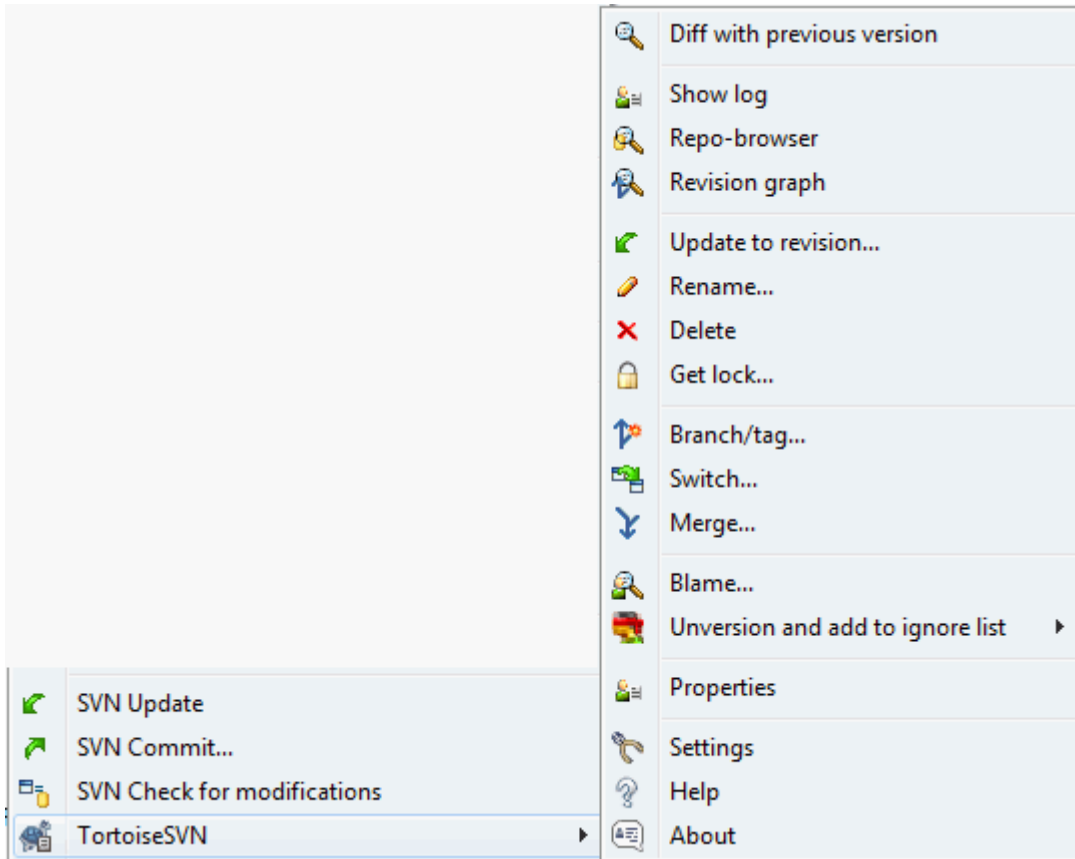 Diff with previous version
Show log
Repo-browser
Revision graph
Update to revision...
Rename...
Delete
Get lock...
Branch/tag...
Switch...
Merge...
Blame...
Unversion and add to ignore list
Properties
Settings
Help
About
SVN Update
SVN Commit...
SVN Check for modifications
TortoiseSVN